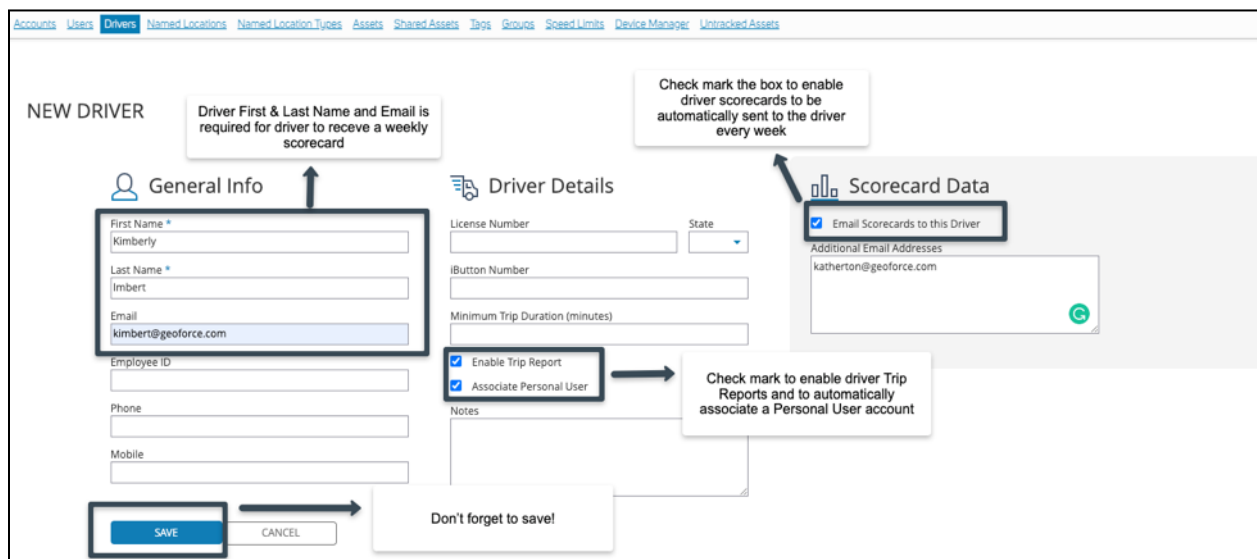 Accounts Users Drivers Named Locations Named Location Types Assets Shared Assets Tags Groups Speed Limits Device Manager Untracked Assets
NEW DRIVER
Driver First & Last Name and Email is
required for driver to receve a weekly
scorecard
Check mark the box to enable
driver scorecards to be
automatically sent to the driver
every week
General Info
First Name *
Kimberly
Last Name *
Imbert
Email
kimbert@geoforce.com
Employee ID
Phone
Mobile
Driver Details
License Number
State
iButton Number
Minimum Trip Duration (minutes)
Enable Trip Report
Associate Personal User
Notes
Check mark to enable driver Trip
Reports and to automatically
associate a Personal User account
Scorecard Data
Email Scorecards to this Driver
Additional Email Addresses
katherton@geoforce.com
SAVE
CANCEL
Don't forget to save!